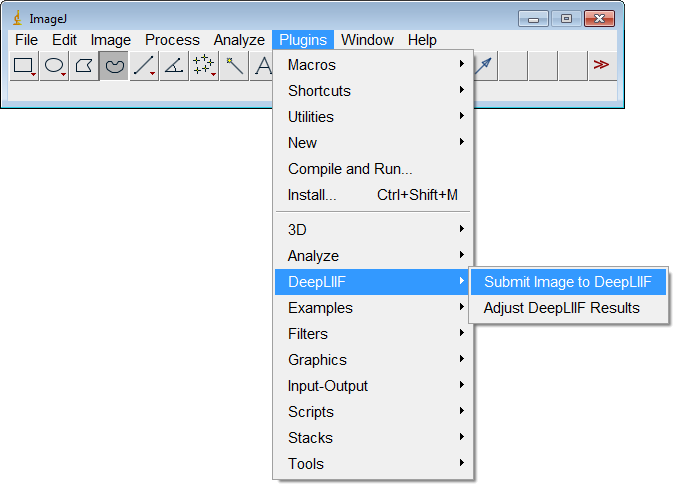 ImageJ
File Edit Image Process Analyze Plugins Window Help
A
Macros
Shortcuts
Utilities
New
Compile and Run...
Install... Ctrl+Shift+M
3D
Analyze
DeepLIIF
Submit Image to DeepLIIF
Examples
Adjust DeepLIIF Results
Filters
Graphics
Input-Output
Scripts
Stacks
Tools